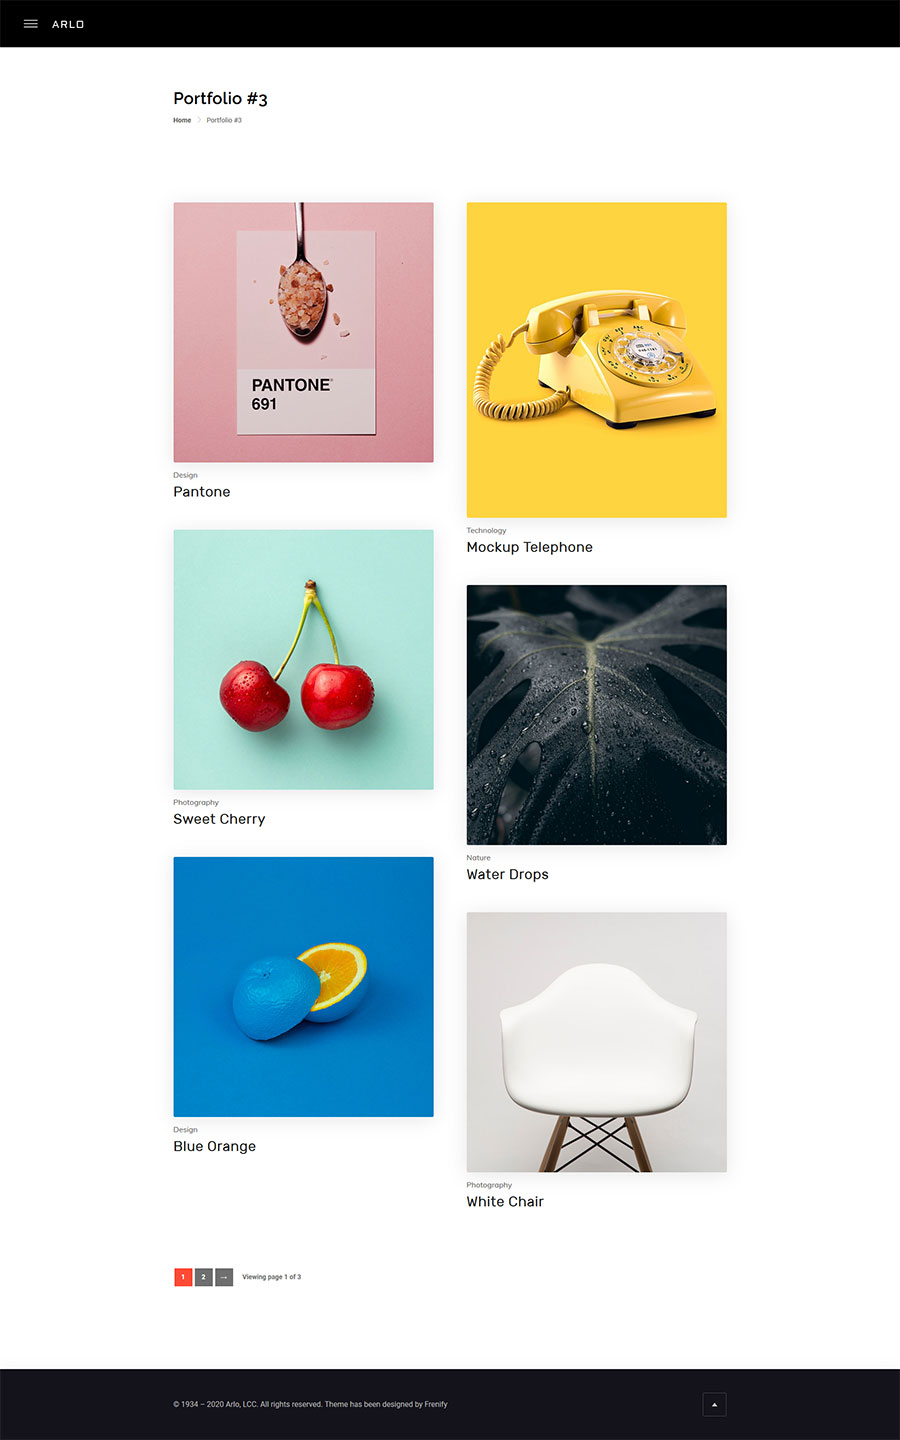 ARLO
Portfolio #3
Home
Portfolio #3
PANTONE®
691
Design
Pantone
Technology
Mockup Telephone
Photography
Sweet Cherry
Nature
Water Drops
Design
Blue Orange
Photography
White Chair
1 2 → Viewing page 1 of 3
© 1934 – 2020 Arlo, LCC. All rights reserved. Theme has been designed by Frenify